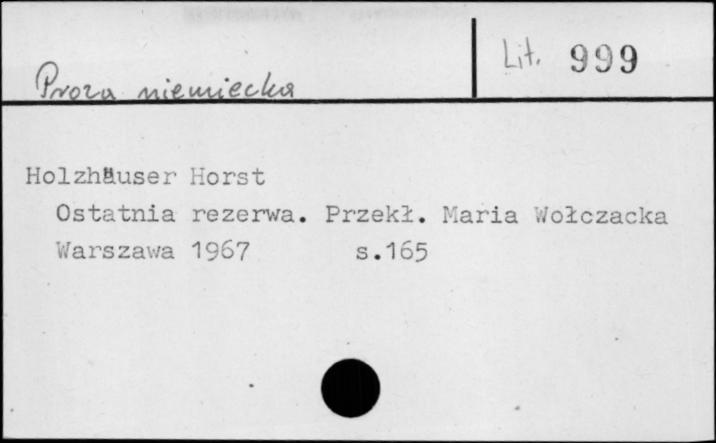 Proza niemiecka
Lit. 999
Holzhäuser Horst
Ostatnia rezerwa. Przekł. Maria Wołczacka
Warszawa 1967 s.165